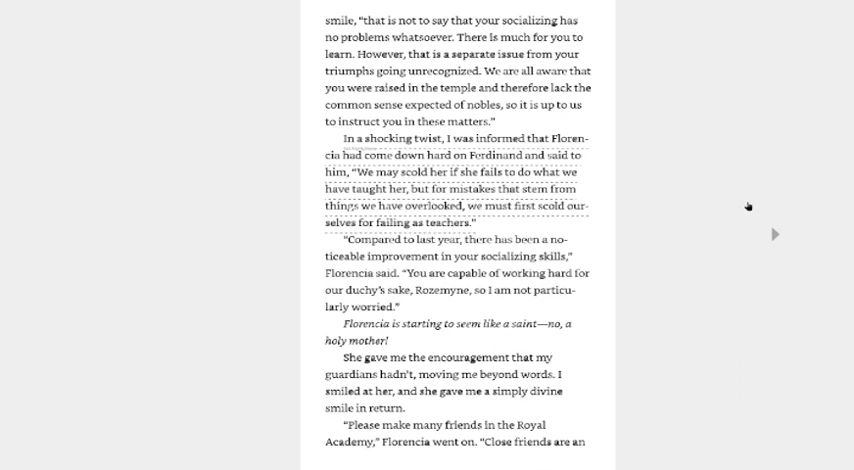 smile, “that is not to say that your socializing has
no problems whatsoever. There is much for you to
learn. However, that is a separate issue from your
triumphs going unrecognized. We are all aware that
you were raised in the temple and therefore lack the
common sense expected of nobles, so it is up to us
to instruct you in these matters.”
In a shocking twist, I was informed that Floren-
cia had come down hard on Ferdinand and said to
him, “We may scold her if she fails to do what we
have taught her, but for mistakes that stem from
things we have overlooked, we must first scold our-
selves for failing as teachers.”
“Compared to last year, there has been a no-
ticeable improvement in your socializing skills,”
Florencia said. “You are capable of working hard for
our duchy’s sake, Rozemyne, so I am not particu-
larly worried.”
Florencia is starting to seem like a saint—no, a
holy mother!
She gave me the encouragement that my
guardians hadn’t, moving me beyond words. I
smiled at her, and she gave me a simply divine
smile in return.
“Please make many friends in the Royal
Academy,” Florencia went on. “Close friends are an